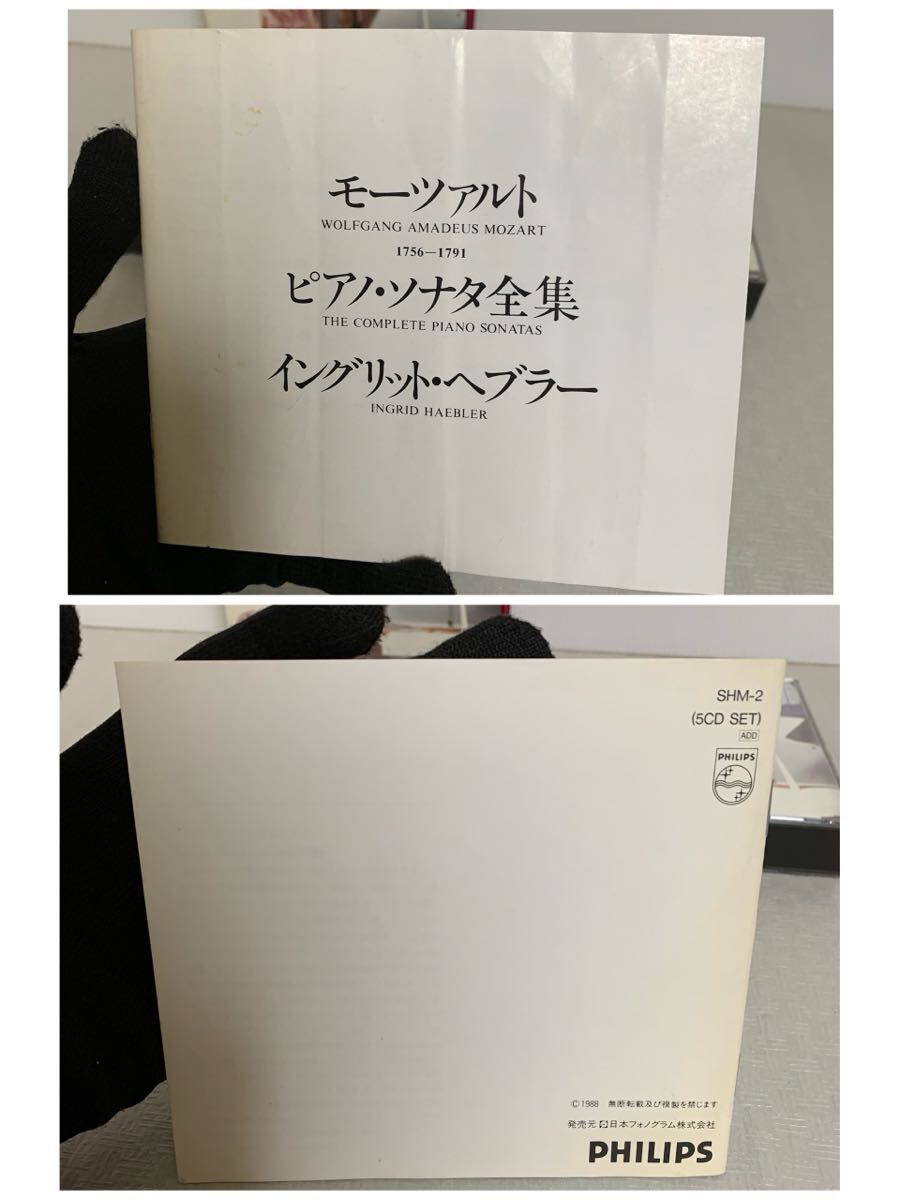 モーツァルト
WOLFGANG AMADEUS MOZART
1756—1791
ピアノ・ソナタ全集
THE COMPLETE PIANO SONATAS
イングリット・ヘブラー
INGRID HAEBLER
SHM-2
(5CD SET)
ADD
PHILIPS
©1988 無断転載及び複製を禁じます
発売元 日本フォノグラム株式会社
PHILIPS